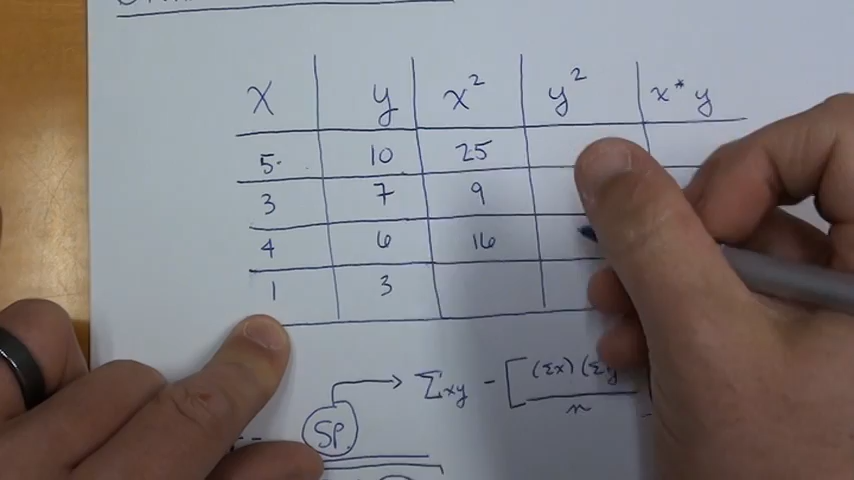 x y x² y² x*y
5 10 25
3 7 9
4 6 16
1 3
SP → Σxy - [(Σx)(Σy
n